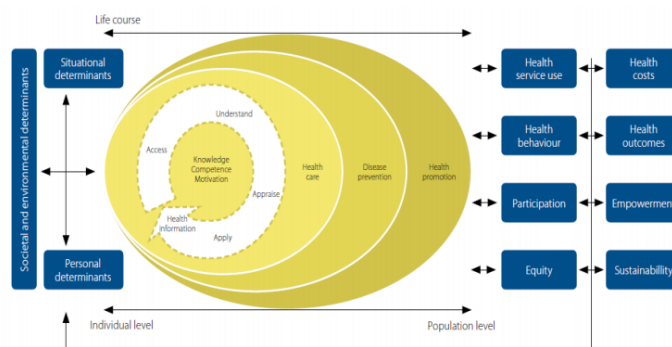 Life course
Societal and environmental determinants
Situational
determinants
Personal
determinants
Understand
Access
Knowledge
Competence
Motivation
Appraise
Health
Information
Apply
Health
care
Disease
prevention
Health
promotion
Individual level
Population level
Health
service use
Health
costs
Health
behaviour
Health
outcomes
Participation
Empowermen
Equity
Sustainabillity